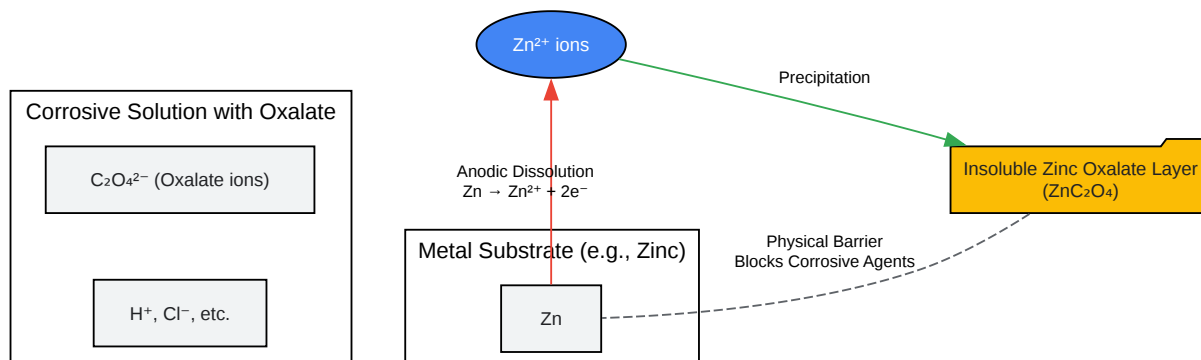 Zn²⁺ ions
Precipitation
Corrosive Solution with Oxalate
C₂O₄²⁻ (Oxalate ions)
H⁺, Cl⁻, etc.
Anodic Dissolution
Zn → Zn²⁺ + 2e⁻
Insoluble Zinc Oxalate Layer
(ZnC₂O₄)
Metal Substrate (e.g., Zinc)
Zn
Physical Barrier
Blocks Corrosive Agents